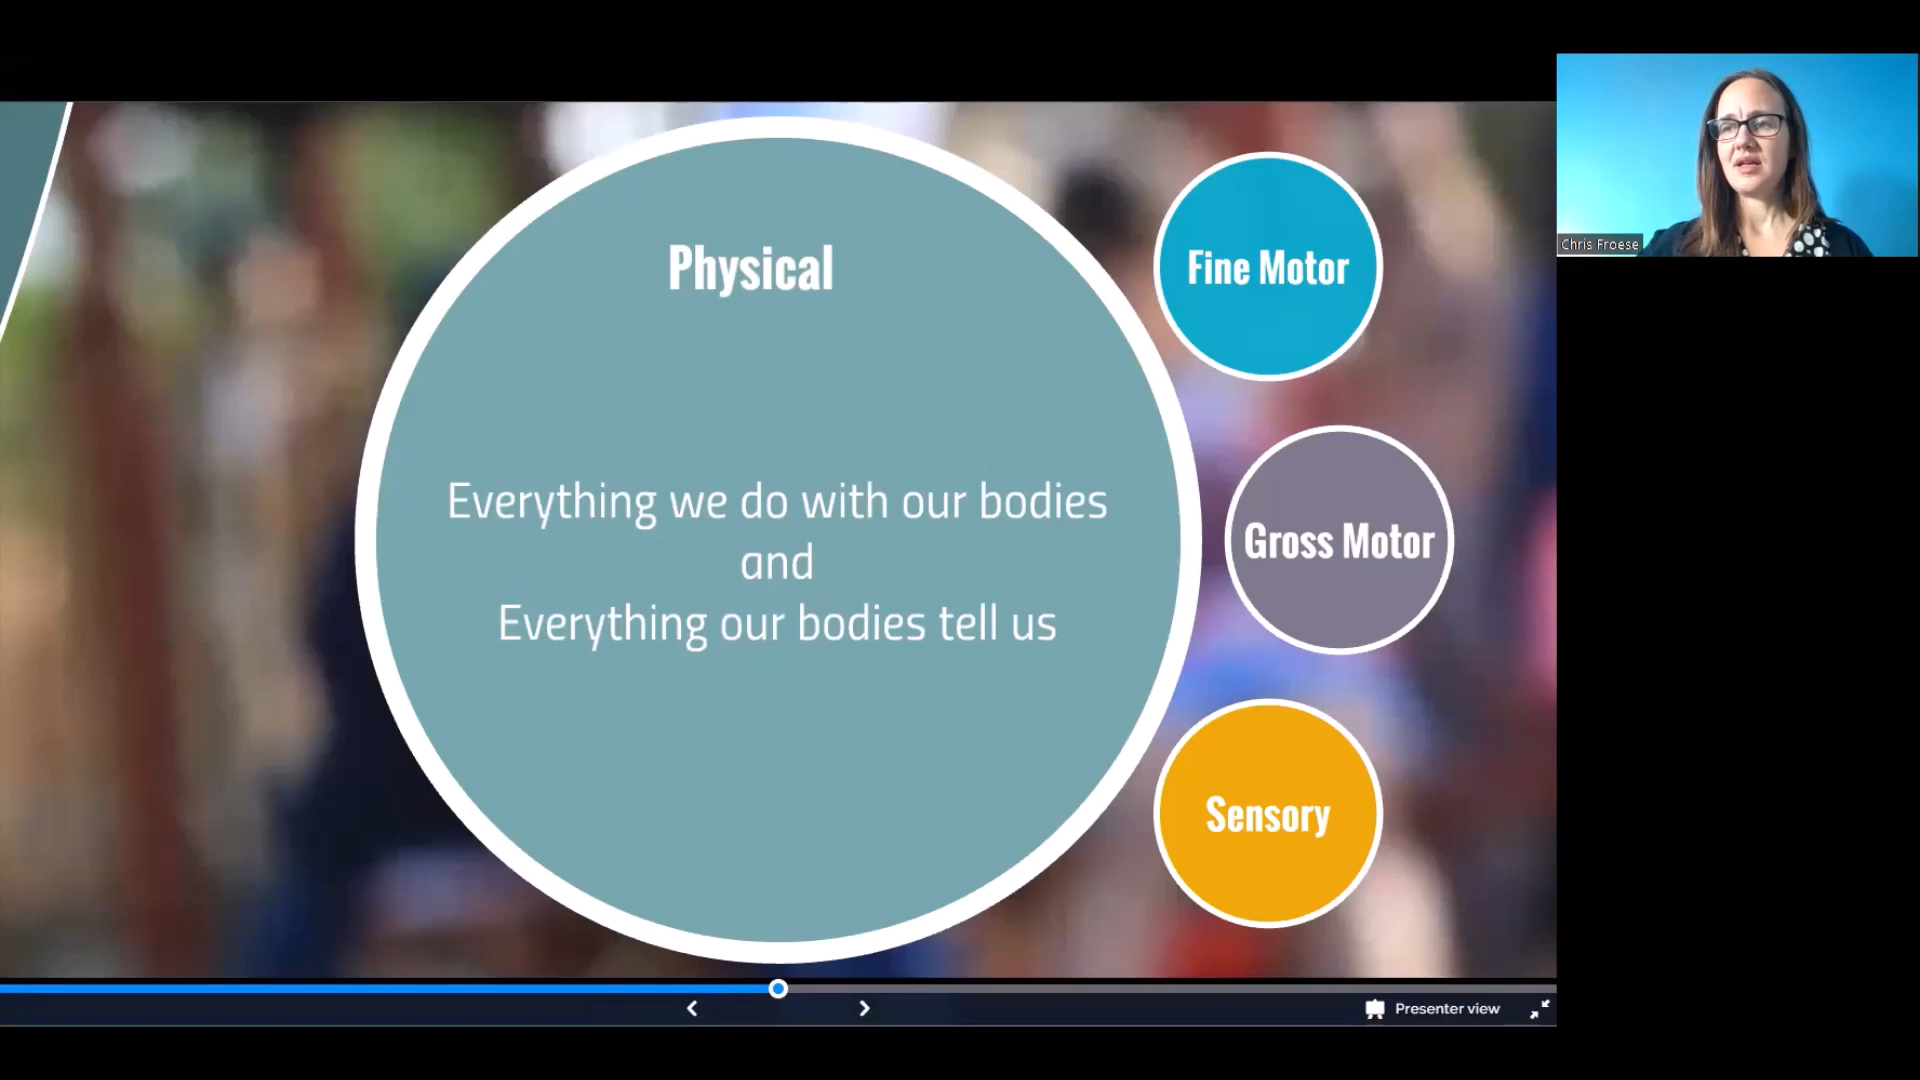 Physical
Everything we do with our bodies
and
Everything our bodies tell us
Fine Motor
Gross Motor
Sensory
Chris Froese
Presenter view